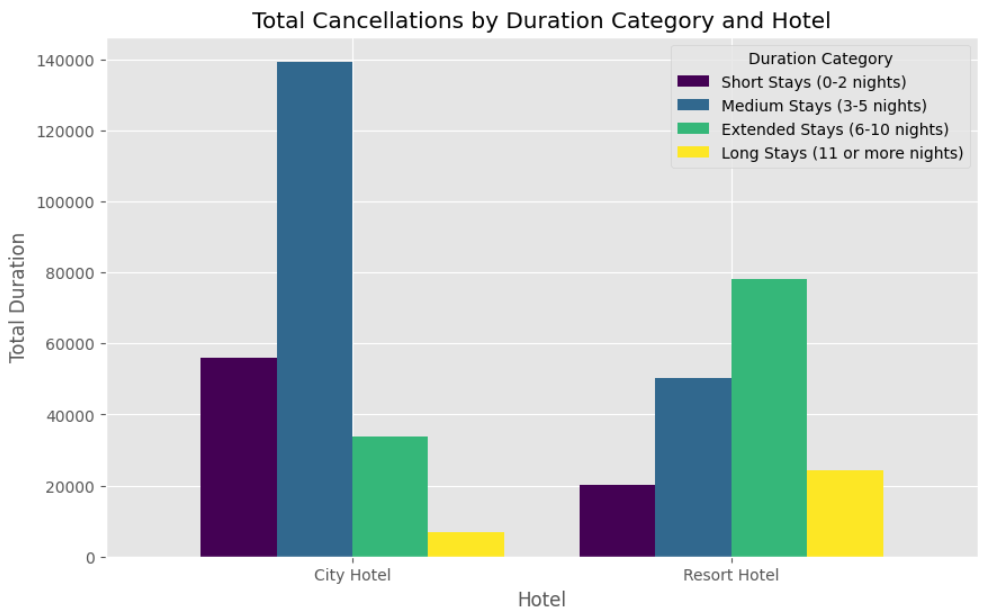 Total Cancellations by Duration Category and Hotel
Duration Category
Short Stays (0-2 nights)
Medium Stays (3-5 nights)
Extended Stays (6-10 nights)
Long Stays (11 or more nights)
Total Duration
140000
120000
100000
80000
60000
40000
20000
0
City Hotel
Resort Hotel
Hotel